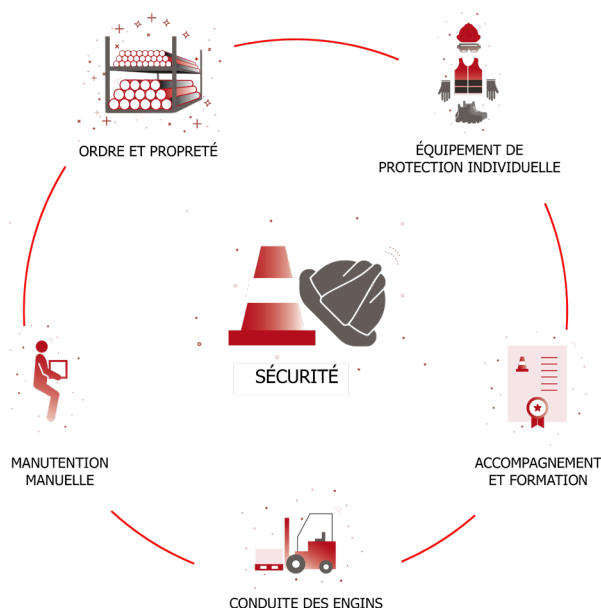 ORDRE ET PROPRETÉ
ÉQUIPEMENT DE
PROTECTION INDIVIDUELLE
SÉCURITÉ
MANUTENTION
MANUELLE
ACCOMPAGNEMENT
ET FORMATION
CONDUITE DES ENGINS